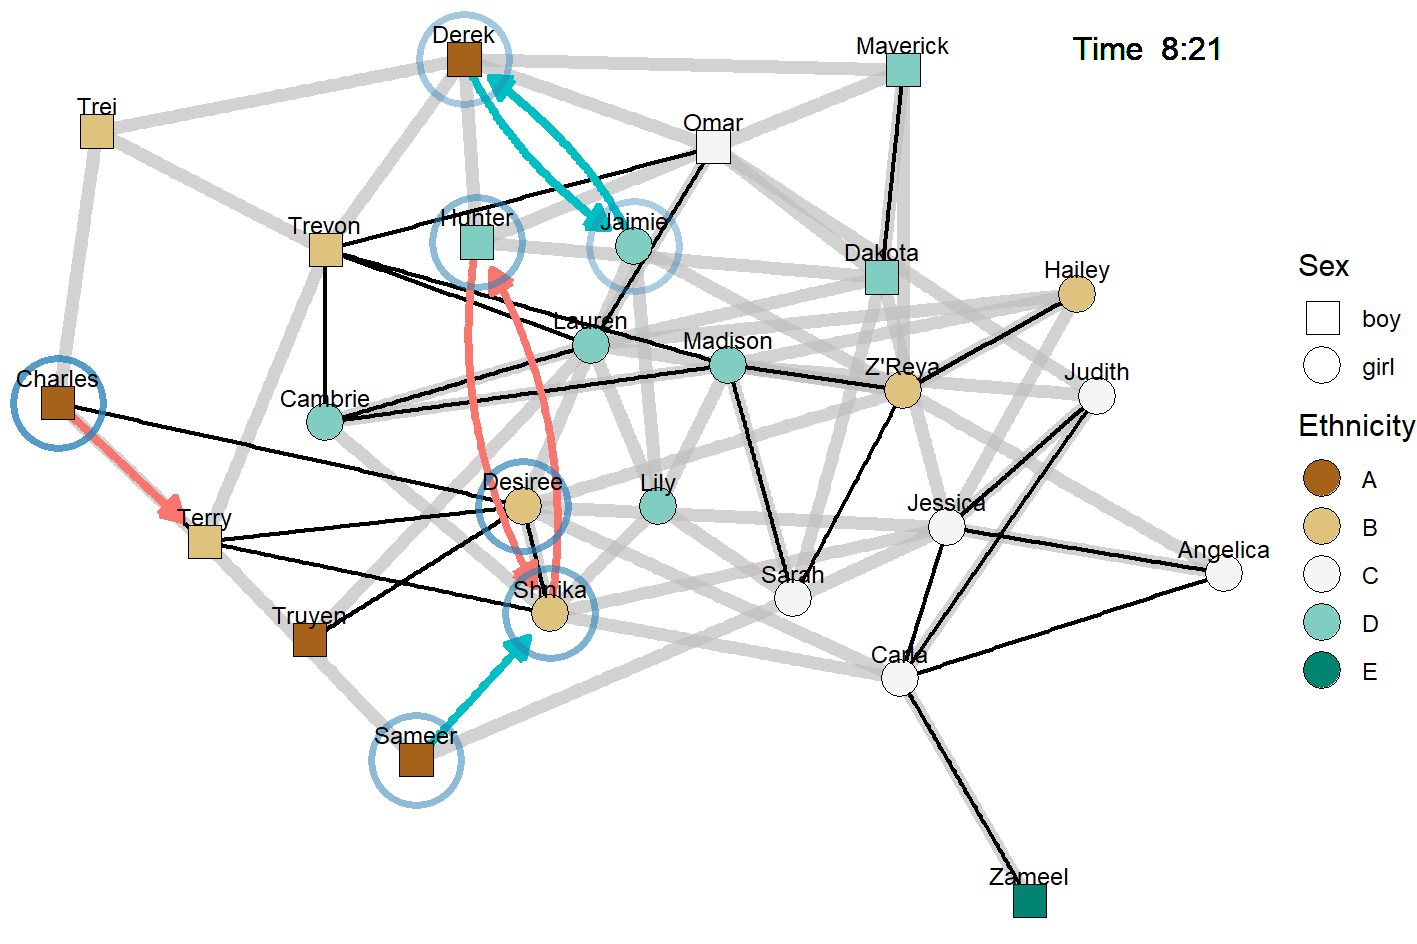 Derek
Maverick
Time 8:21
Trei
Omar
Trevon
Hunter
Jaimie
Dakota
Hailey
Lauren
Madison
Z'Reya
Judith
Charles
Cambrie
Desiree
Lily
Jessica
Terry
Angelica
Shnika
Sarah
Truyen
Carla
Sameer
Zameel
Sex
boy
girl
Ethnicity
A
B
C
D
E